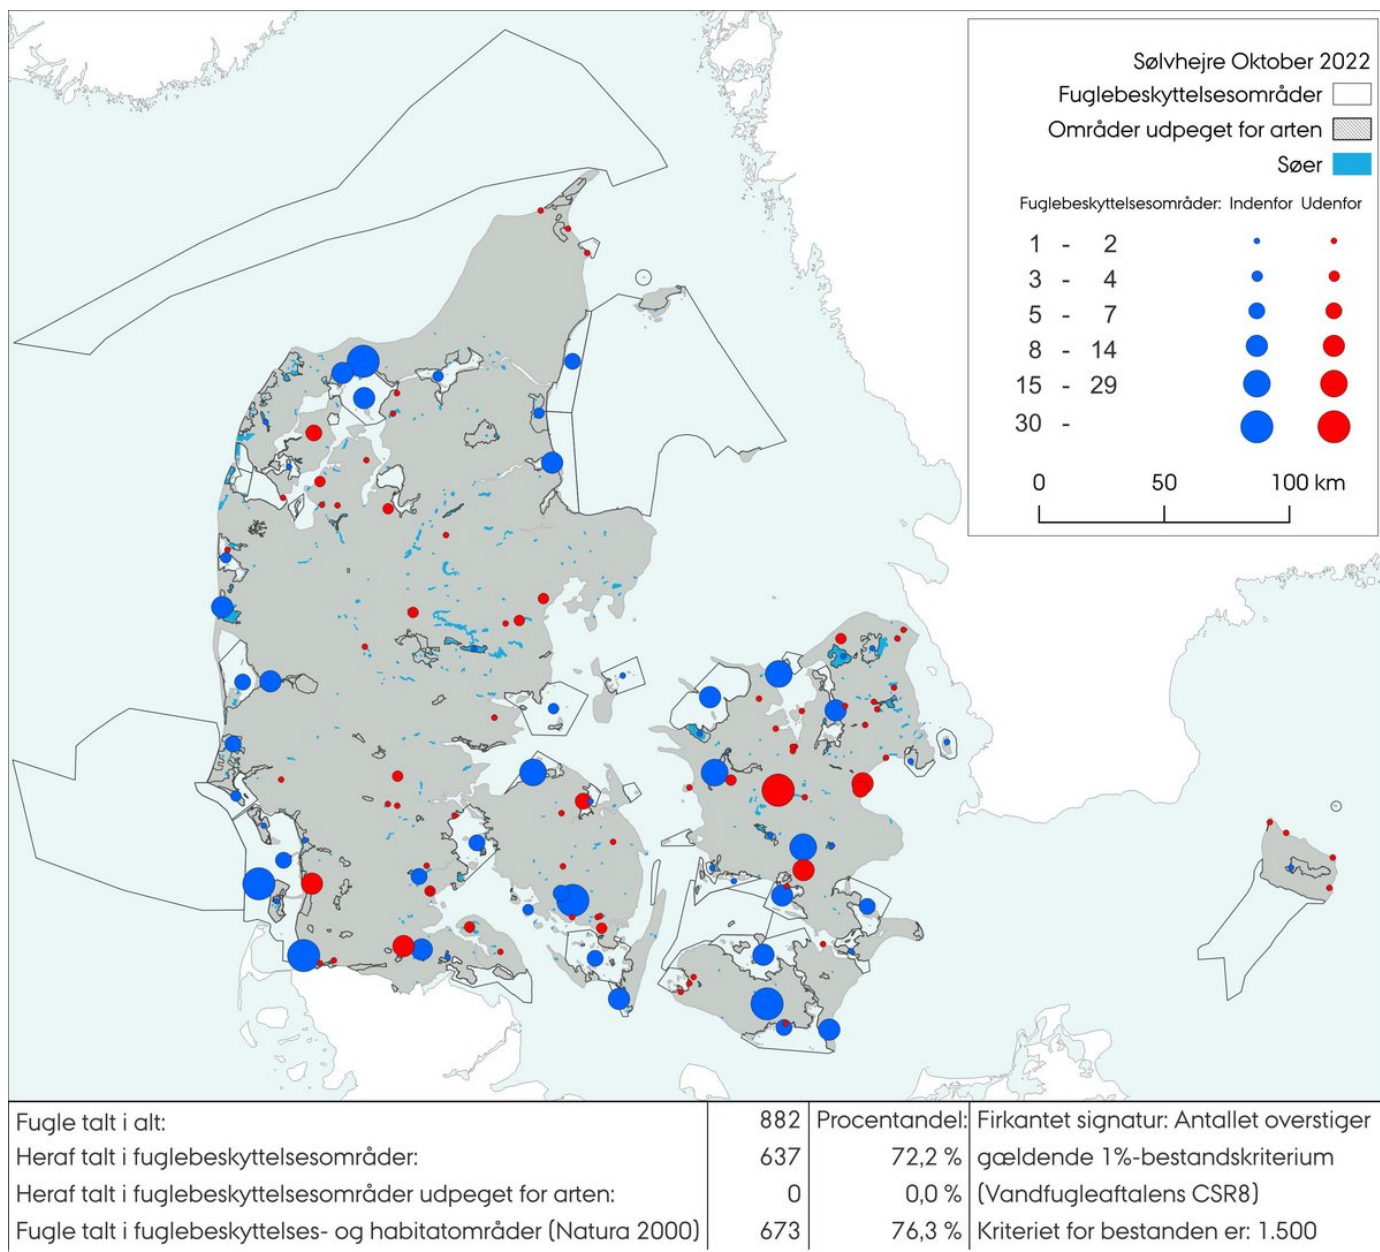 Sølvhejre Oktober 2022
Fuglebeskyttelsesområder
Områder udpeget for arten
Søer
Fuglebeskyttelsesområder: Indenfor Udenfor
1 - 2
3 - 4
5 - 7
8 - 14
15 - 29
30 -
0 50 100 km
Fugle talt i alt: 882 Procentandel: Firkantet signatur: Antallet overstiger
Heraf talt i fuglebeskyttelsesområder: 637 72,2 % gældende 1%-bestandskriterium
Heraf talt i fuglebeskyttelsesområder udpeget for arten: 0 0,0 % (Vandfugleaftalens CSR8)
Fugle talt i fuglebeskyttelses- og habitatområder (Natura 2000) 673 76,3 % Kriteriet for bestanden er: 1.500